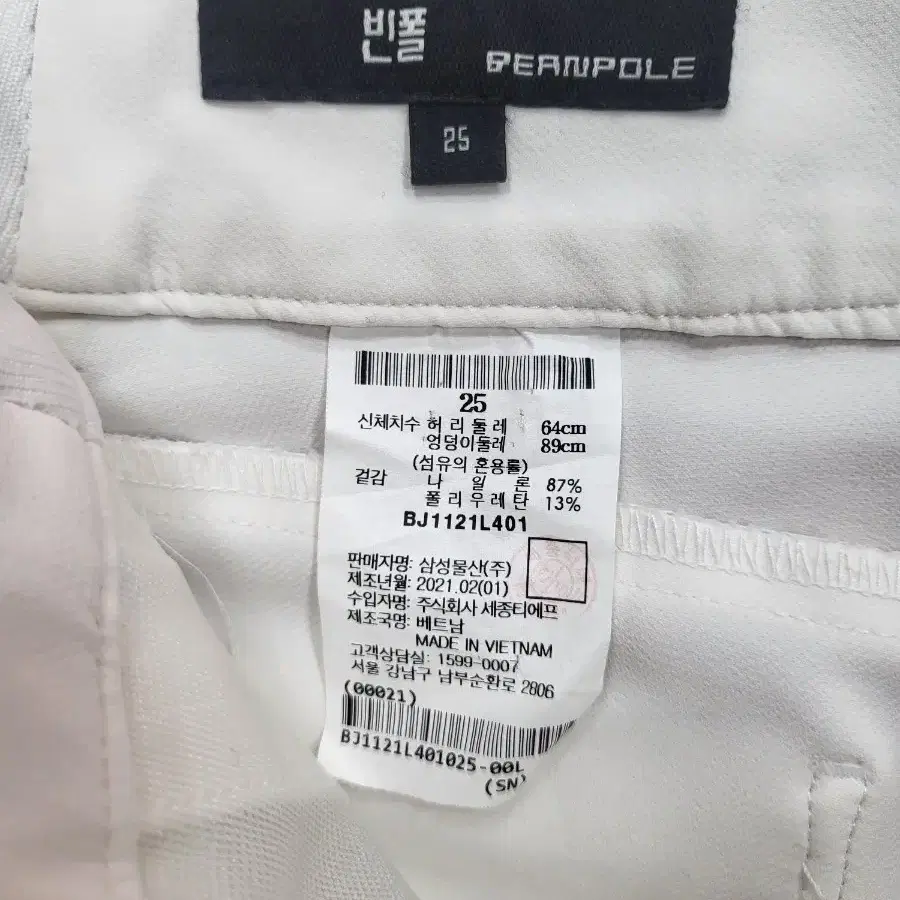 빈폴 BEANPOLE
25
25
신체치수 허리둘레 64cm
엉덩이둘레 89cm
(섬유의 혼용률)
겉감 나일론 87%
폴리우레탄 13%
BJ1121L401
판매자명: 삼성물산(주)
제조년월: 2021.02(01)
수입자명: 주식회사 세종티에프
제조국명: 베트남
MADE IN VIETNAM
고객상담실: 1599-0007
서울 강남구 남부순환로 2806
(00021)
BJ1121L401025-00L
(SN)